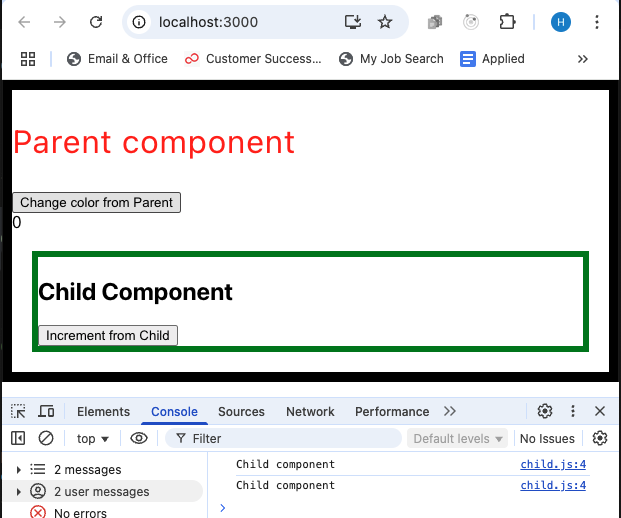 localhost:3000
H
Email & Office Customer Success... My Job Search Applied
Parent component
Change color from Parent
0
Child Component
Increment from Child
Elements Console Sources Network Performance
top Filter Default levels No Issues
2 messages
2 user messages
No errors
Child component child.js:4
Child component child.js:4